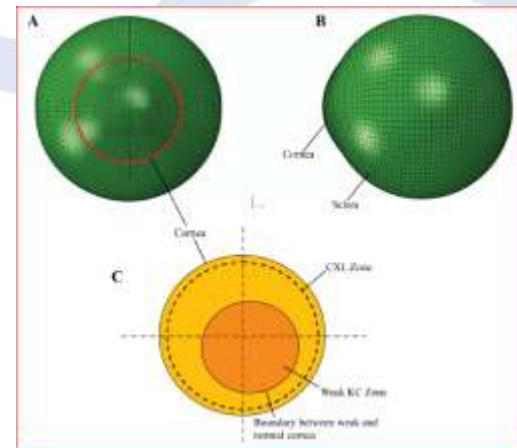 A
B
Cornea
Sclera
Cornea
C
CXL Zone
Weak KC Zone
Boundary between weak and
normal cornea